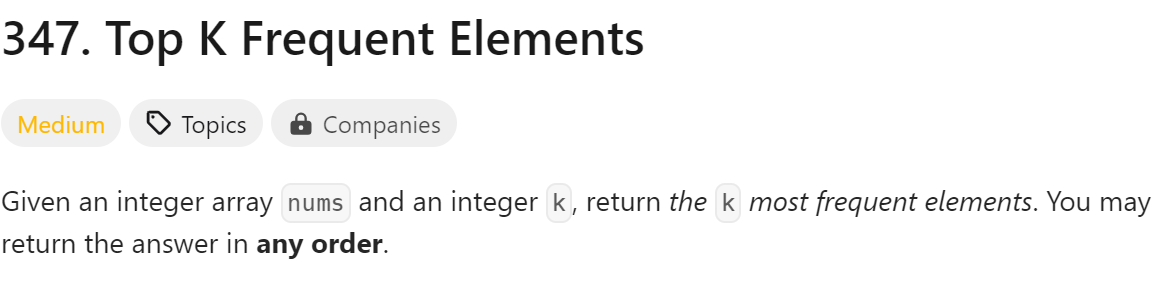 347. Top K Frequent Elements
Medium Topics Companies
Given an integer array nums and an integer k, return the k most frequent elements. You may
return the answer in any order.